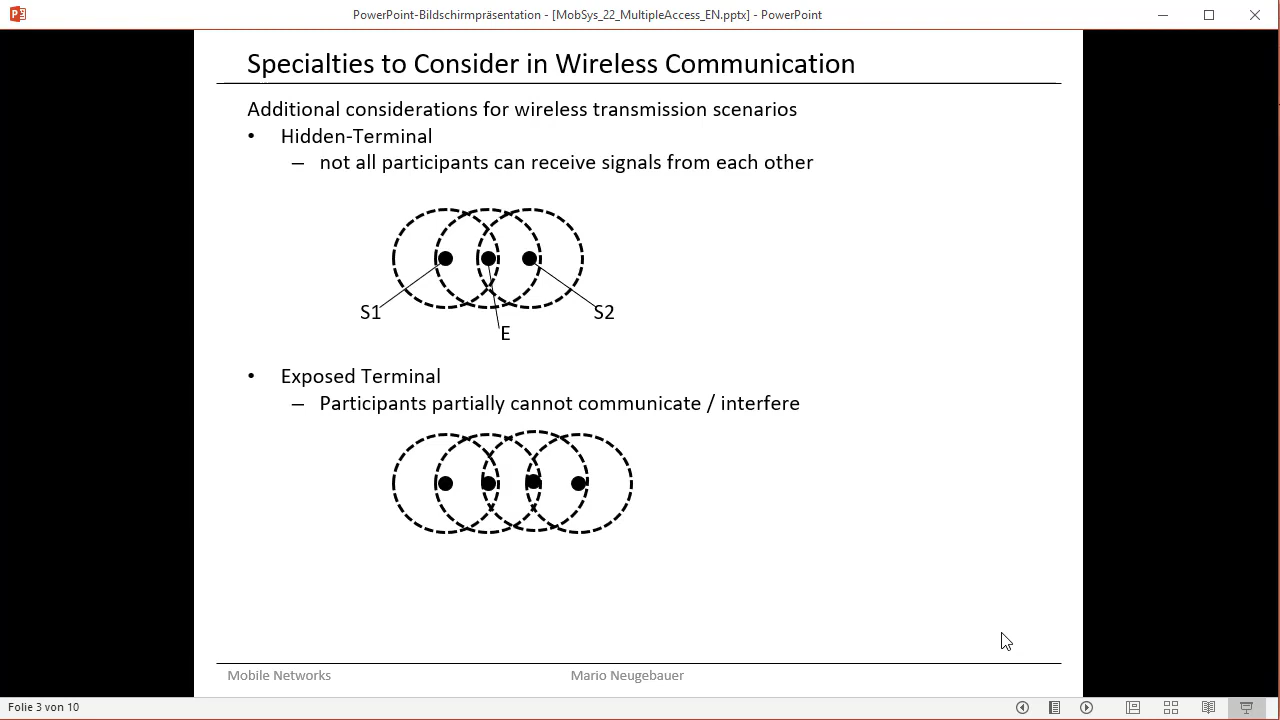 PowerPoint-Bildschirmpräsentation - [MobSys_22_MultipleAccess_EN.pptx] - PowerPoint
Specialties to Consider in Wireless Communication
Additional considerations for wireless transmission scenarios
• Hidden-Terminal
– not all participants can receive signals from each other
S1
S2
E
• Exposed Terminal
– Participants partially cannot communicate / interfere
Mobile Networks
Mario Neugebauer
Folie 3 von 10